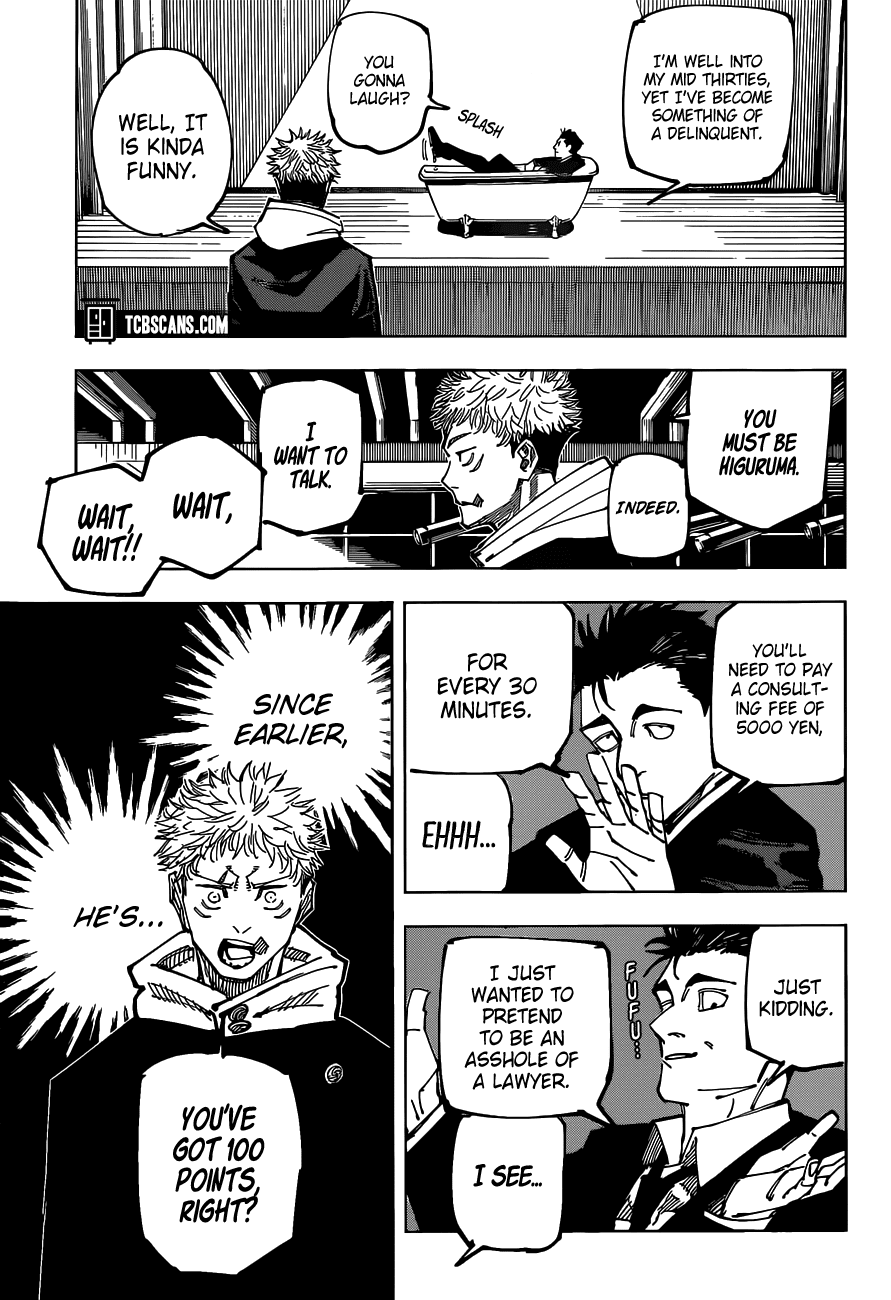 I'M WELL INTO
MY MID THIRTIES,
YET I'VE BECOME
SOMETHING OF
A DELINQUENT.
SPLASH
YOU
GONNA
LAUGH?
WELL, IT
IS KINDA
FUNNY.
TCBSCANS.COM
YOU
MUST BE
HIGURUMA.
INDEED.
I
WANT TO
TALK.
WAIT,
WAIT,
WAIT!!
YOU'LL
NEED TO PAY
A CONSULT-
ING FEE OF
5000 YEN,
FOR
EVERY 30
MINUTES.
EHHH...
JUST
KIDDING.
FUFU...
I JUST
WANTED TO
PRETEND
TO BE AN
ASSHOLE OF
A LAWYER.
I SEE...
SINCE
EARLIER,
HE'S...
YOU'VE
GOT 100
POINTS,
RIGHT?